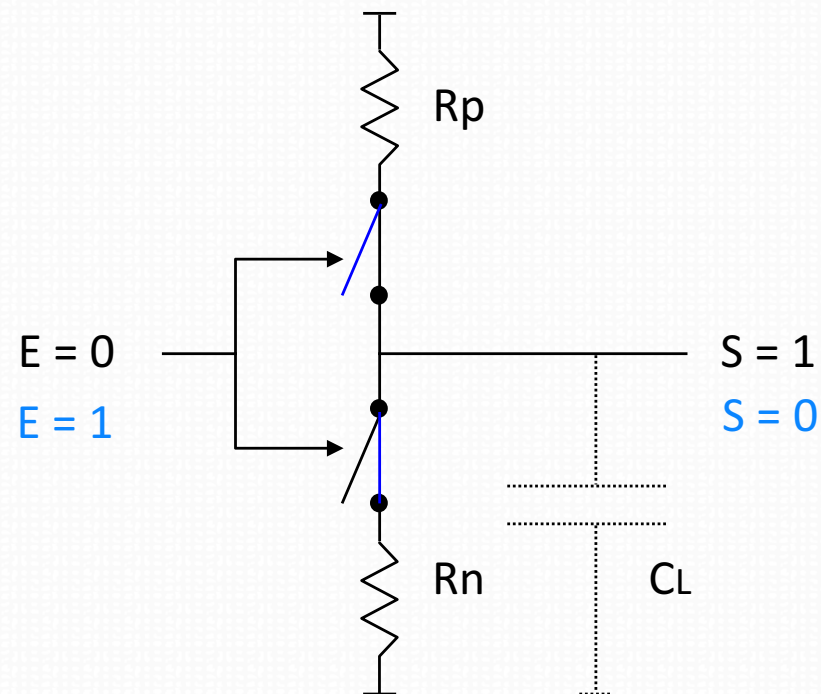 Rp
E = 0
S = 1
E = 1
S = 0
Rn
CL